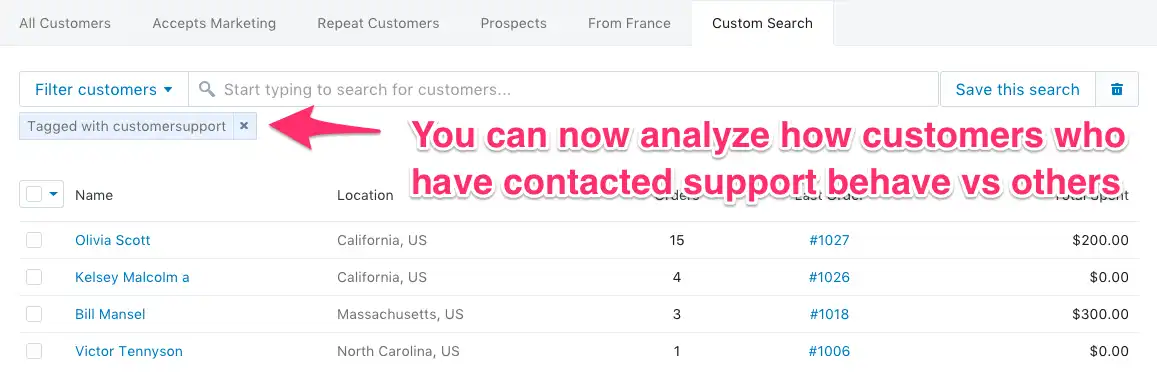 All Customers Accepts Marketing Repeat Customers Prospects From France Custom Search
Filter customers Start typing to search for customers... Save this search
Tagged with customersupport ×
You can now analyze how customers who
have contacted support behave vs others
Name Location Orders Last Order Total Spent
Olivia Scott California, US 15 #1027 $200.00
Kelsey Malcolm a California, US 4 #1026 $0.00
Bill Mansel Massachusetts, US 3 #1018 $300.00
Victor Tennyson North Carolina, US 1 #1006 $0.00